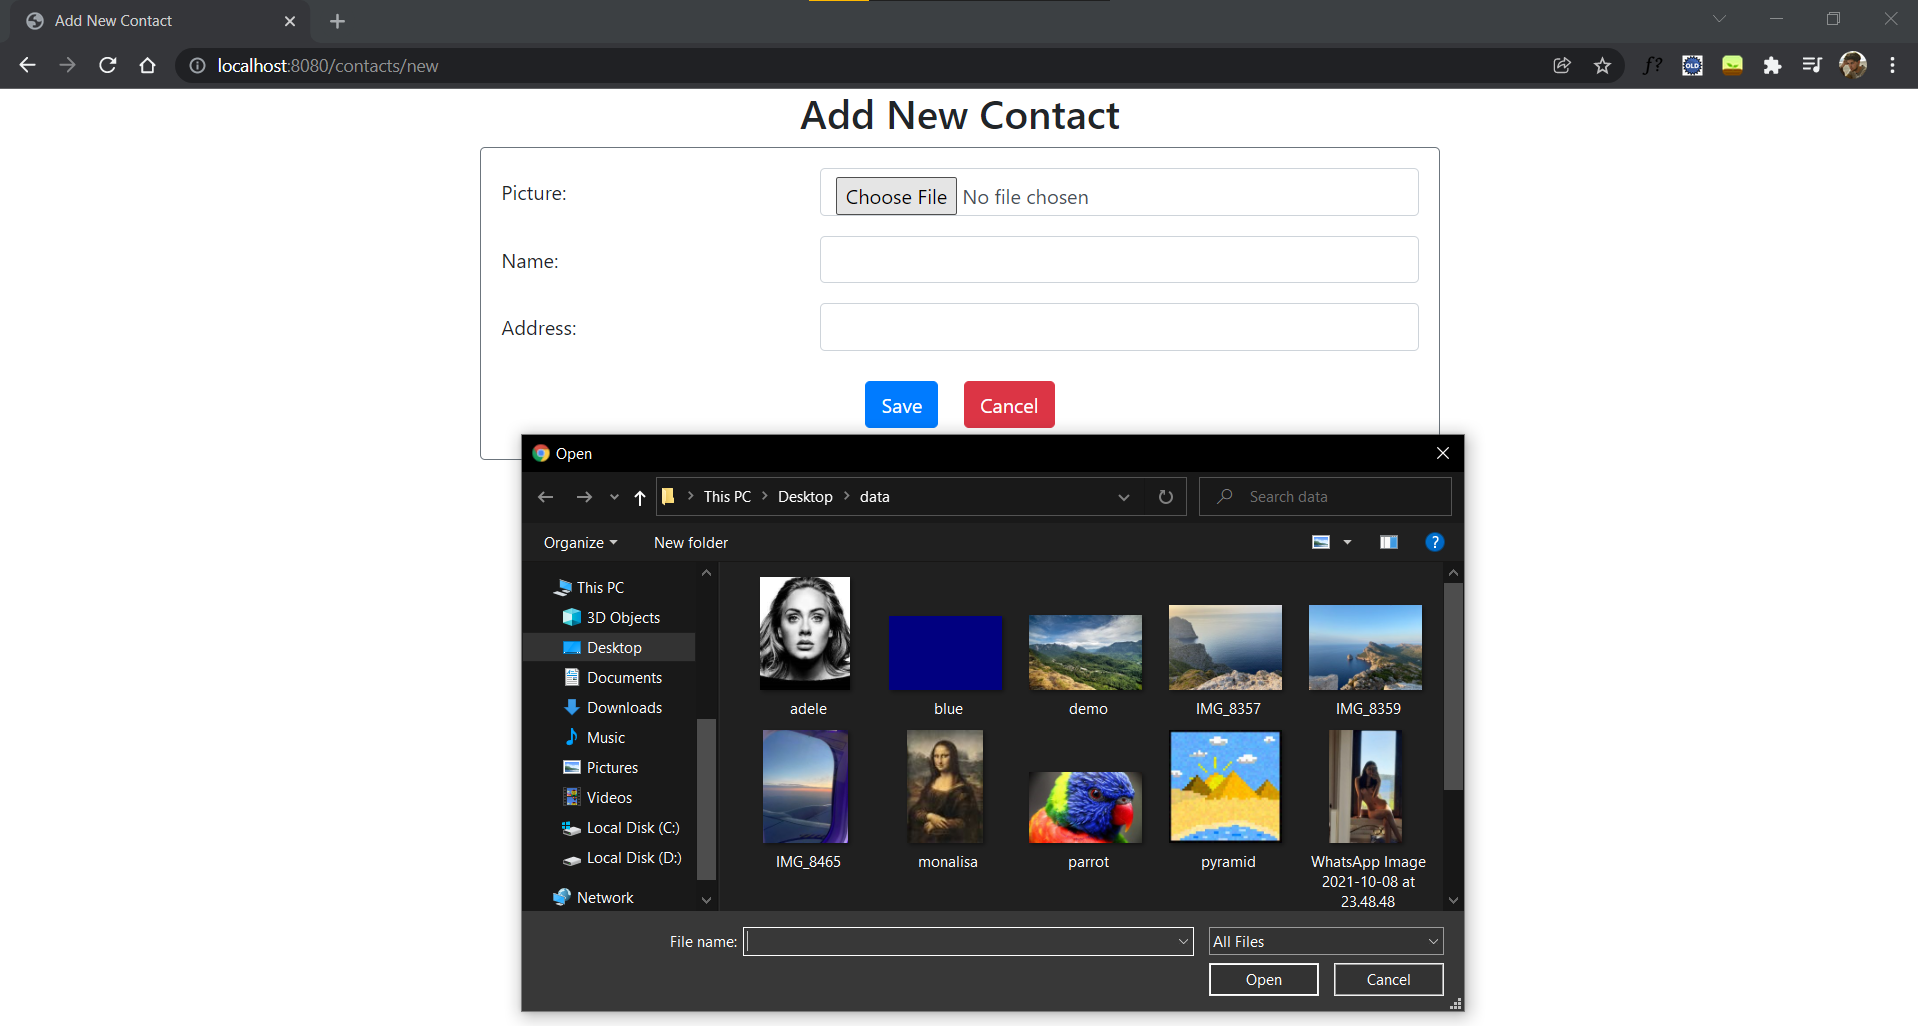 Add New Contact
localhost:8080/contacts/new
f?
OLD
Add New Contact
Picture:
Choose File No file chosen
Name:
Address:
Save Cancel
Open
This PC Desktop data
Search data
Organize New folder
?
This PC
3D Objects
Desktop
Documents
Downloads
Music
Pictures
Videos
Local Disk (C:)
Local Disk (D:)
Network
adele blue demo IMG_8357 IMG_8359
IMG_8465 monalisa parrot pyramid WhatsApp Image
2021-10-08 at
23.48.48
File name:
All Files
Open Cancel